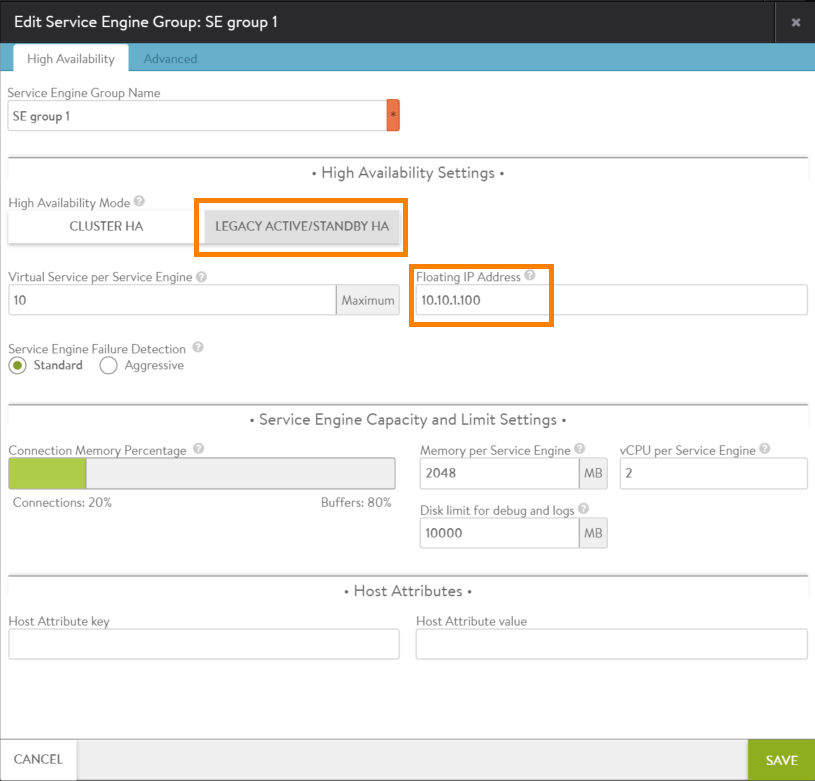 Edit Service Engine Group: SE group 1 ×
High Availability Advanced
Service Engine Group Name
SE group 1 *
• High Availability Settings •
High Availability Mode ?
CLUSTER HA LEGACY ACTIVE/STANDBY HA
Virtual Service per Service Engine ? Floating IP Address ?
10 Maximum 10.10.1.100
Service Engine Failure Detection ?
Standard Aggressive
• Service Engine Capacity and Limit Settings •
Connection Memory Percentage ? Memory per Service Engine ? vCPU per Service Engine ?
2048 MB 2
Connections: 20% Buffers: 80%
Disk limit for debug and logs ?
10000 MB
• Host Attributes •
Host Attribute key Host Attribute value
CANCEL SAVE